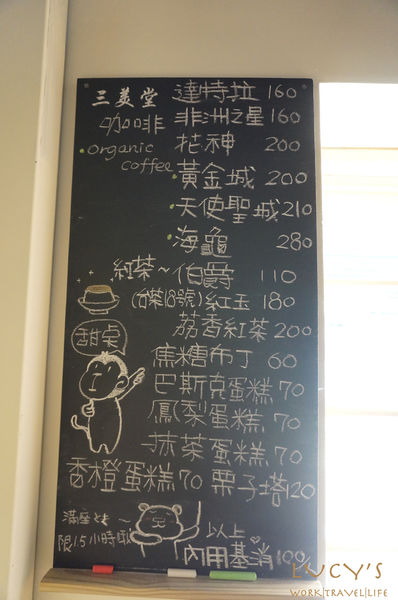 三美堂 達特拉 160
咖啡 非洲之星 160
organic 花神 200
coffee 黃金城 200
天使聖城 210
海龜 280
紅茶~伯爵 110
(台茶18號)紅玉 180
荔香紅茶 200
甜桌
焦糖布丁 60
巴斯克蛋糕 70
鳳梨蛋糕 70
抹茶蛋糕 70
香橙蛋糕 70 栗子塔 120
滿座時~
限1.5小時呦
以上
內用基消100/
LUCY'S
WORK|TRAVEL|LIFE